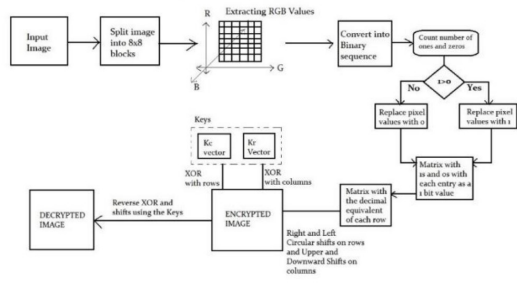 Extracting RGB Values
Input
Image
Split image
into 8x8
blocks
R
G
B
Convert into
Binary
sequence
Count number of
ones and zeros
1>0
No
Yes
Replace pixel
values with 0
Replace pixel
values with 1
Matrix with
1s and 0s with
each entry as a
1 bit value
Matrix with
the decimal
equivalent
of each row
Keys
Kc
vector
Kr
Vector
XOR
with rows
XOR
with columns
ENCRYPTED
IMAGE
Right and Left
Circular shifts on rows
and Upper and
Downward Shifts on
columns
Reverse XOR and
shifts using the Keys
DECRYPTED
IMAGE